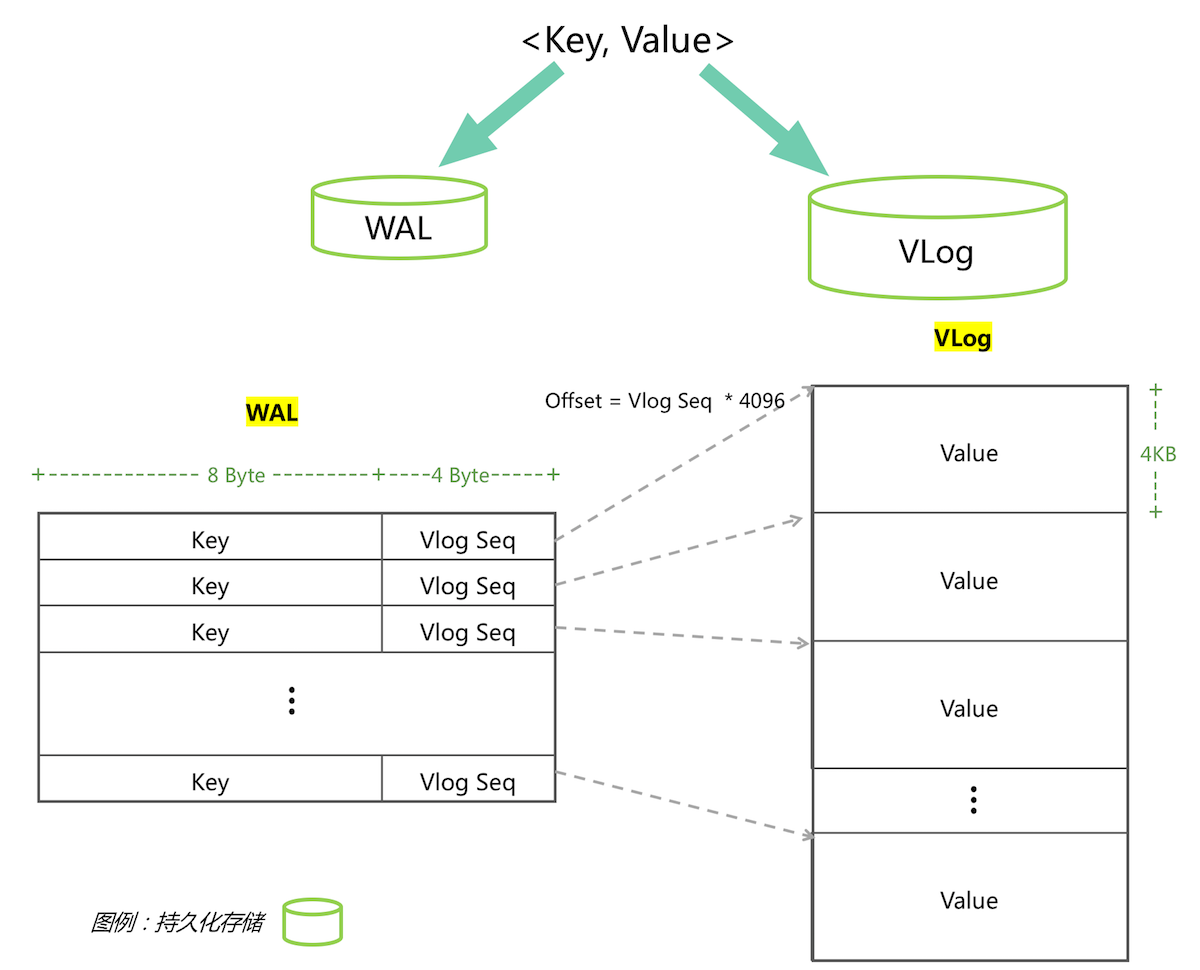 <Key, Value>
WAL
VLog
VLog
WAL
Offset = Vlog Seq * 4096
8 Byte
4 Byte
Key
Vlog Seq
Key
Vlog Seq
Key
Vlog Seq
Key
Vlog Seq
Value
4KB
Value
Value
Value
图例：持久化存储